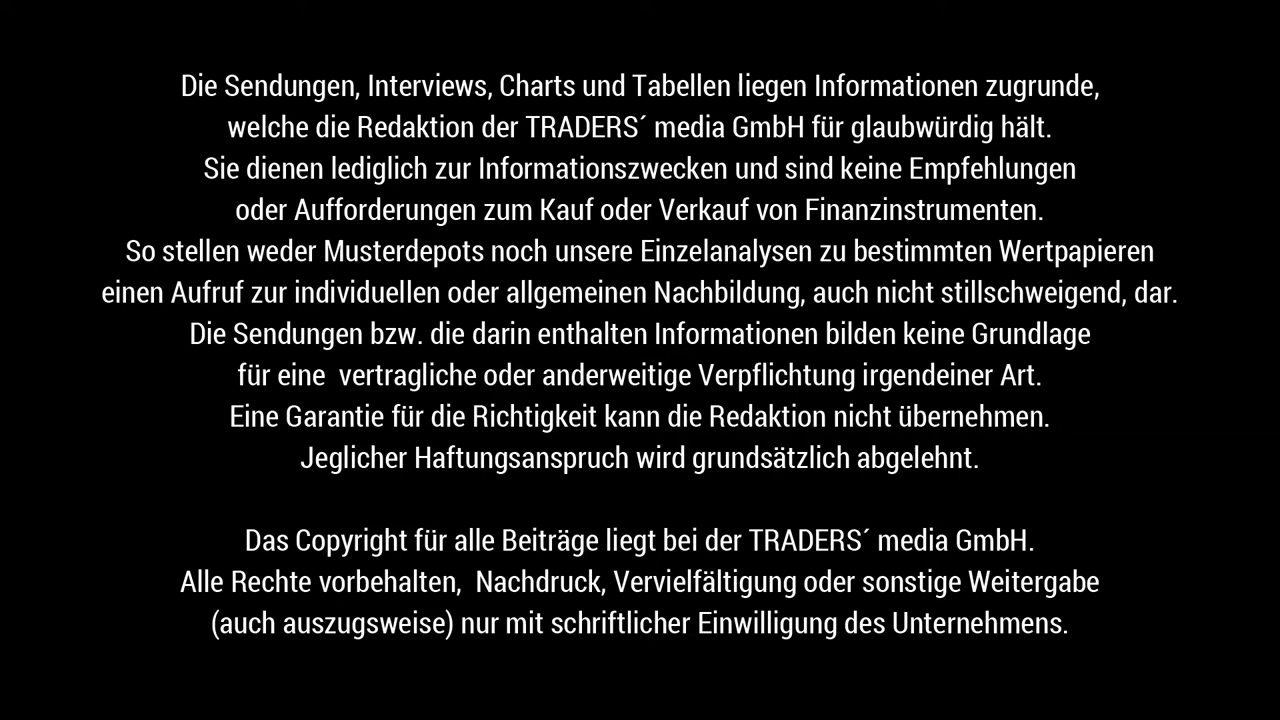 Die Sendungen, Interviews, Charts und Tabellen liegen Informationen zugrunde,
welche die Redaktion der TRADERS´ media GmbH für glaubwürdig hält.
Sie dienen lediglich zur Informationszwecken und sind keine Empfehlungen
oder Aufforderungen zum Kauf oder Verkauf von Finanzinstrumenten.
So stellen weder Musterdepots noch unsere Einzelanalysen zu bestimmten Wertpapieren
einen Aufruf zur individuellen oder allgemeinen Nachbildung, auch nicht stillschweigend, dar.
Die Sendungen bzw. die darin enthalten Informationen bilden keine Grundlage
für eine  vertragliche oder anderweitige Verpflichtung irgendeiner Art.
Eine Garantie für die Richtigkeit kann die Redaktion nicht übernehmen.
Jeglicher Haftungsanspruch wird grundsätzlich abgelehnt.
Das Copyright für alle Beiträge liegt bei der TRADERS´ media GmbH.
Alle Rechte vorbehalten,  Nachdruck, Vervielfältigung oder sonstige Weitergabe
(auch auszugsweise) nur mit schriftlicher Einwilligung des Unternehmens.